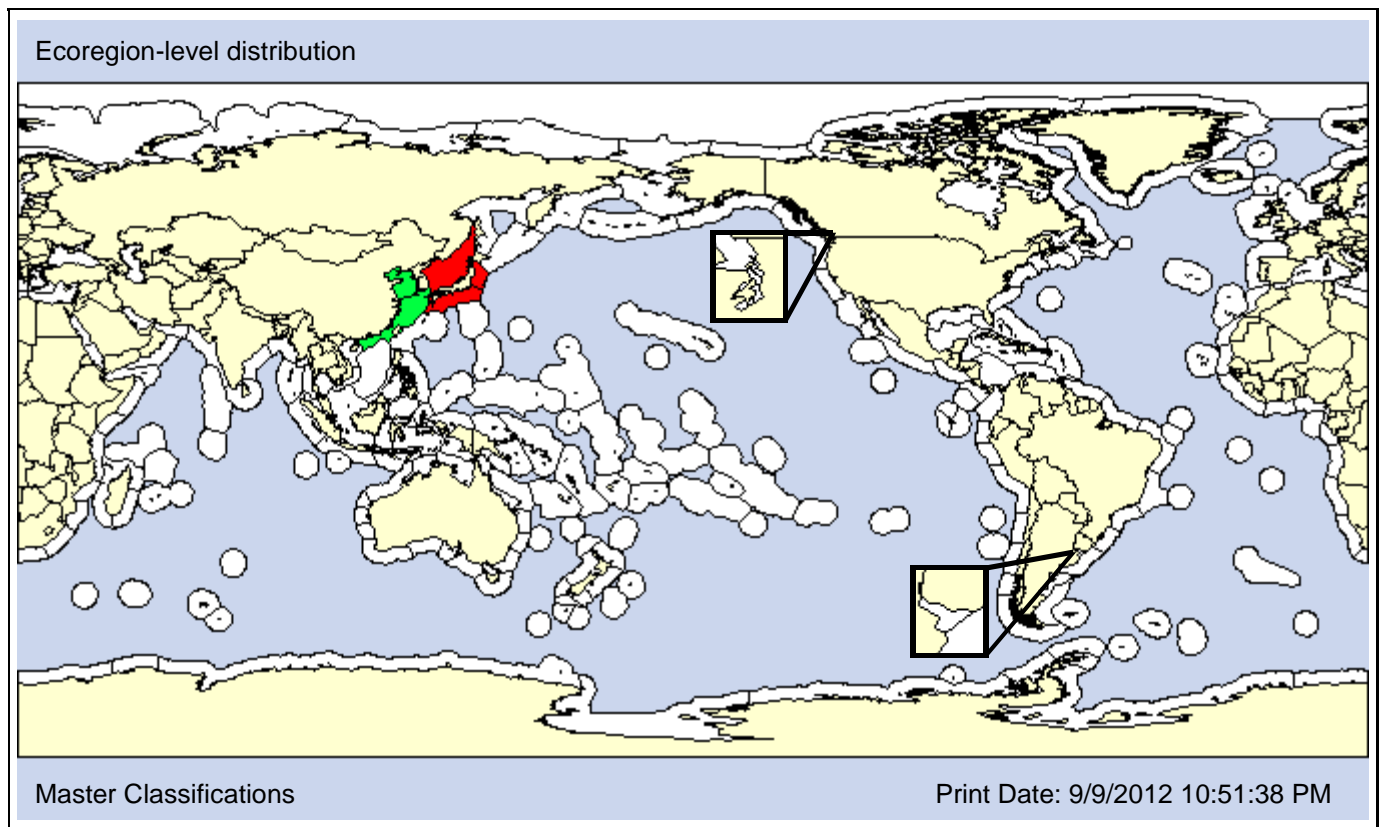 Ecoregion-level distribution
Master Classifications
Print Date: 9/9/2012 10:51:38 PM